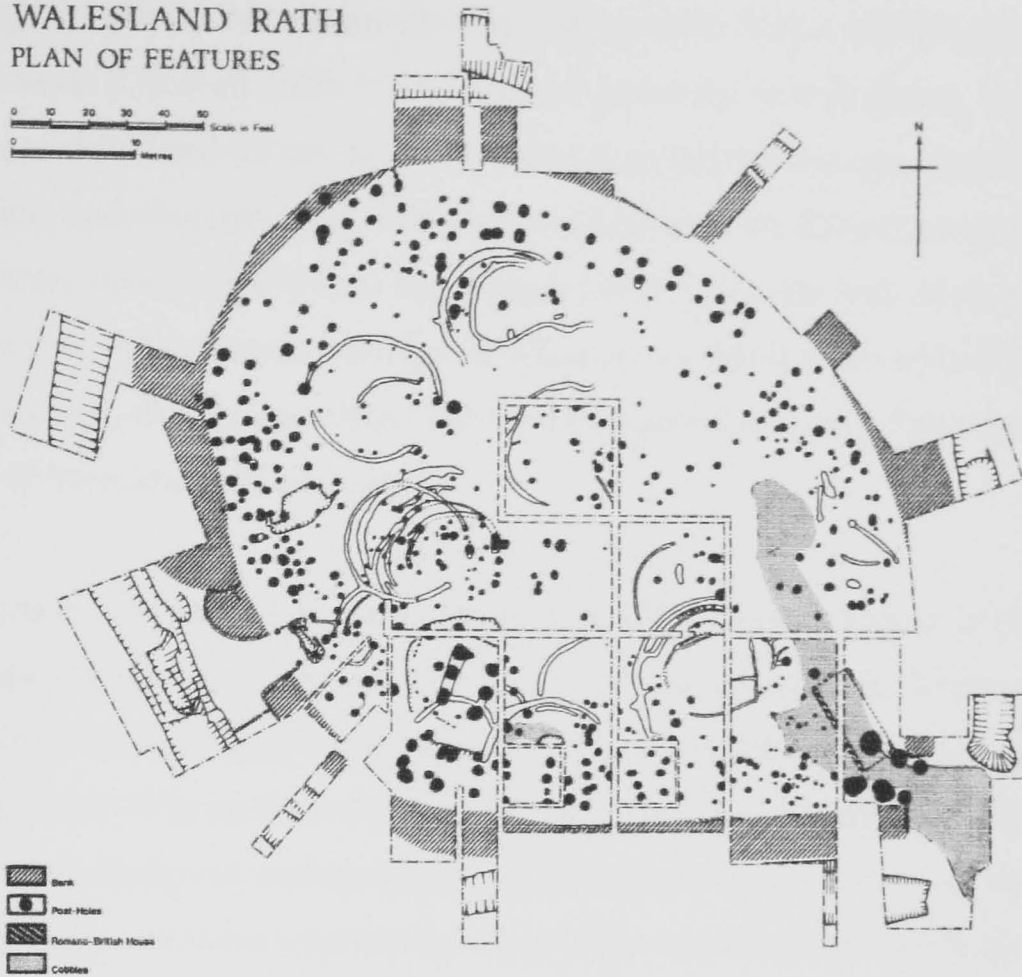 WALESLAND RATH
PLAN OF FEATURES
0 10 20 30 40 50 Scale in Feet
0 10 Metres
N
Bank
Post-Holes
Romano-British House
Cobbles